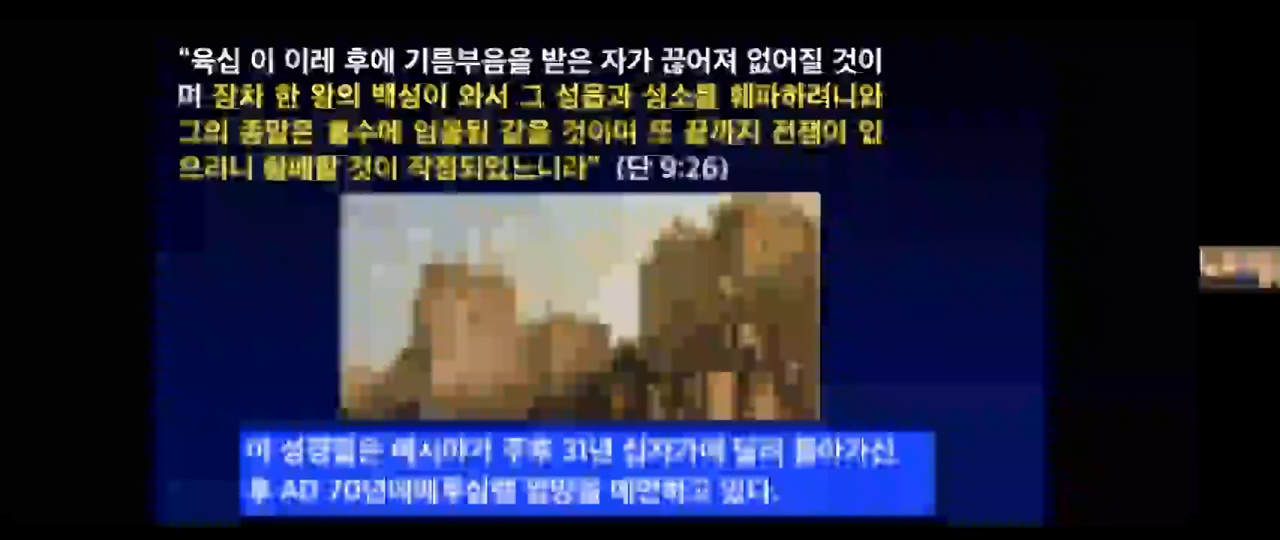 “육십 이 이레 후에 기름부음을 받은 자가 끊어져 없어질 것이
며 장차 한 왕의 백성이 와서 그 성읍과 성소를 훼파하려니와
그의 종말은 홍수에 엄몰됨 같을 것이며 또 끝까지 전쟁이 있
으리니 황폐할 것이 작정되었느니라” (단 9:26)
이 성경절은 메시야가 주후 31년 십자가에 달려 돌아가신
후 AD 70년에 예루살렘 멸망을 예언하고 있다.